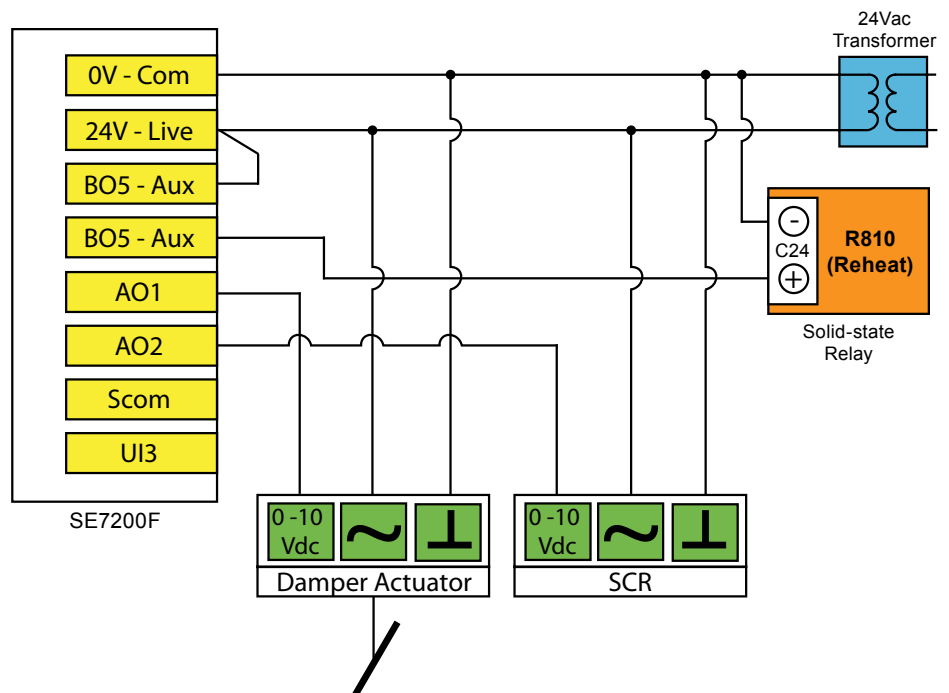 24Vac
Transformer
0V - Com
24V - Live
BO5 - Aux
BO5 - Aux
AO1
AO2
Scom
UI3
SE7200F
-
C24
+
R810
(Reheat)
Solid-state
Relay
0 -10
Vdc
~
Damper Actuator
0 -10
Vdc
~
SCR